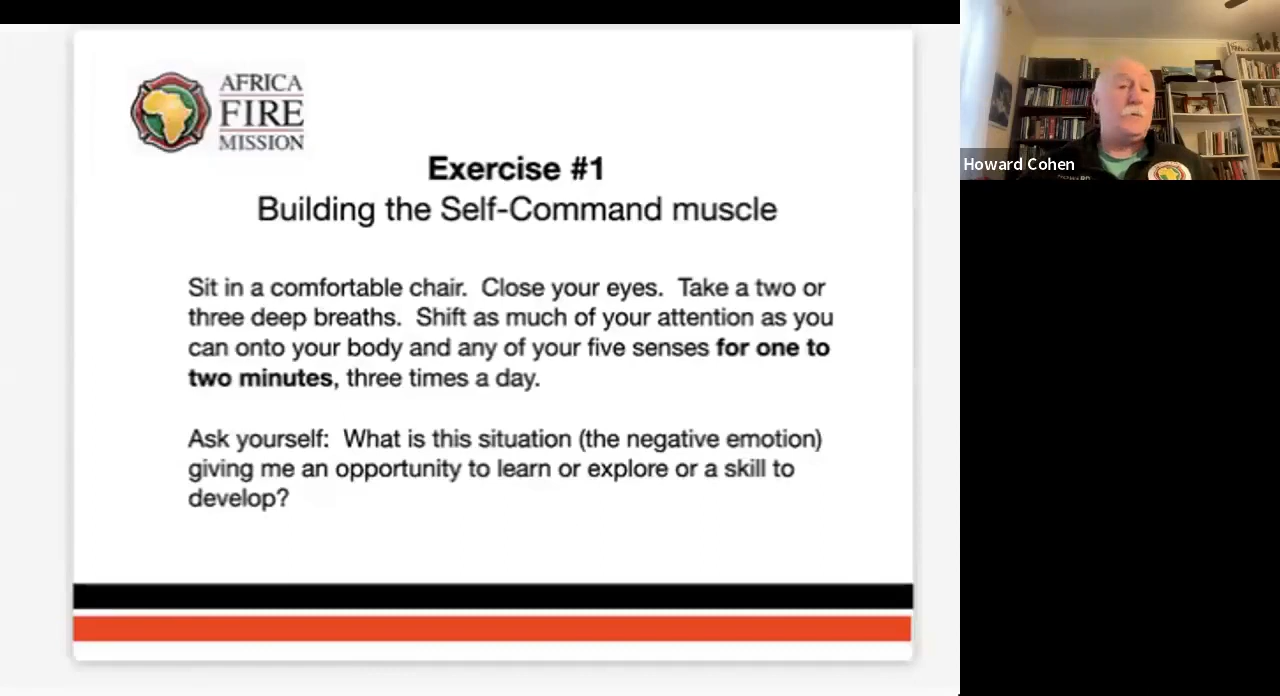 AFRICA
FIRE
MISSION
Exercise #1
Building the Self-Command muscle
Sit in a comfortable chair.  Close your eyes.  Take a two or
three deep breaths.  Shift as much of your attention as you
can onto your body and any of your five senses for one to
two minutes, three times a day.
Ask yourself:  What is this situation (the negative emotion)
giving me an opportunity to learn or explore or a skill to
develop?
Howard Cohen